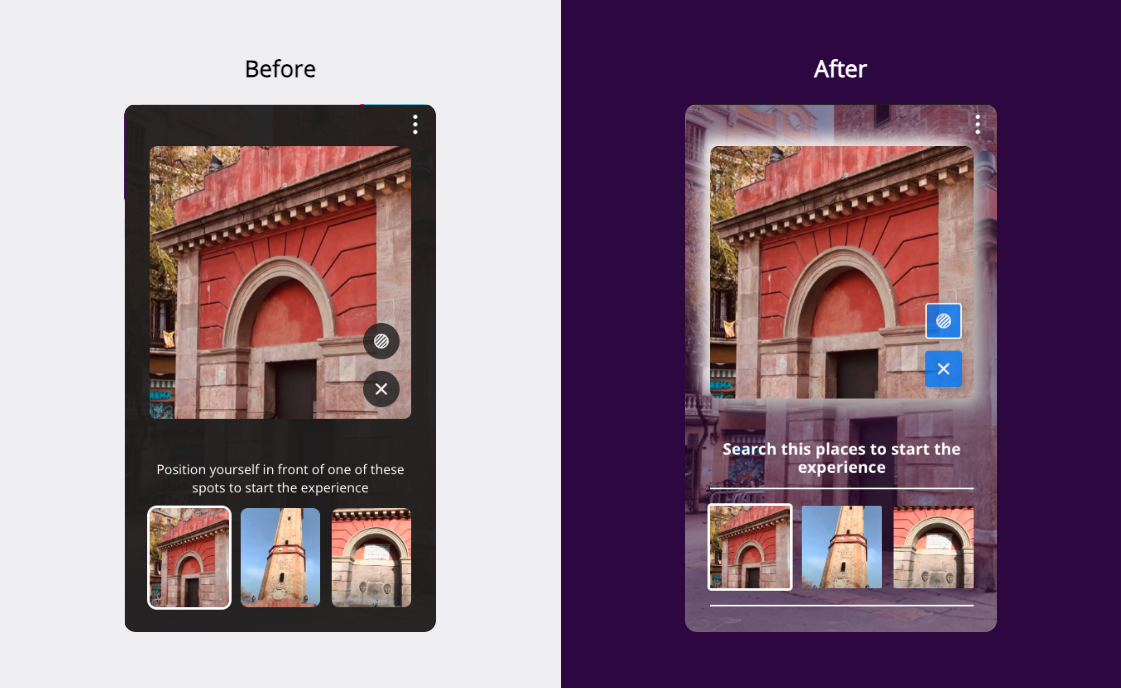 Before
Position yourself in front of one of these
spots to start the experience
After
Search this places to start the
experience